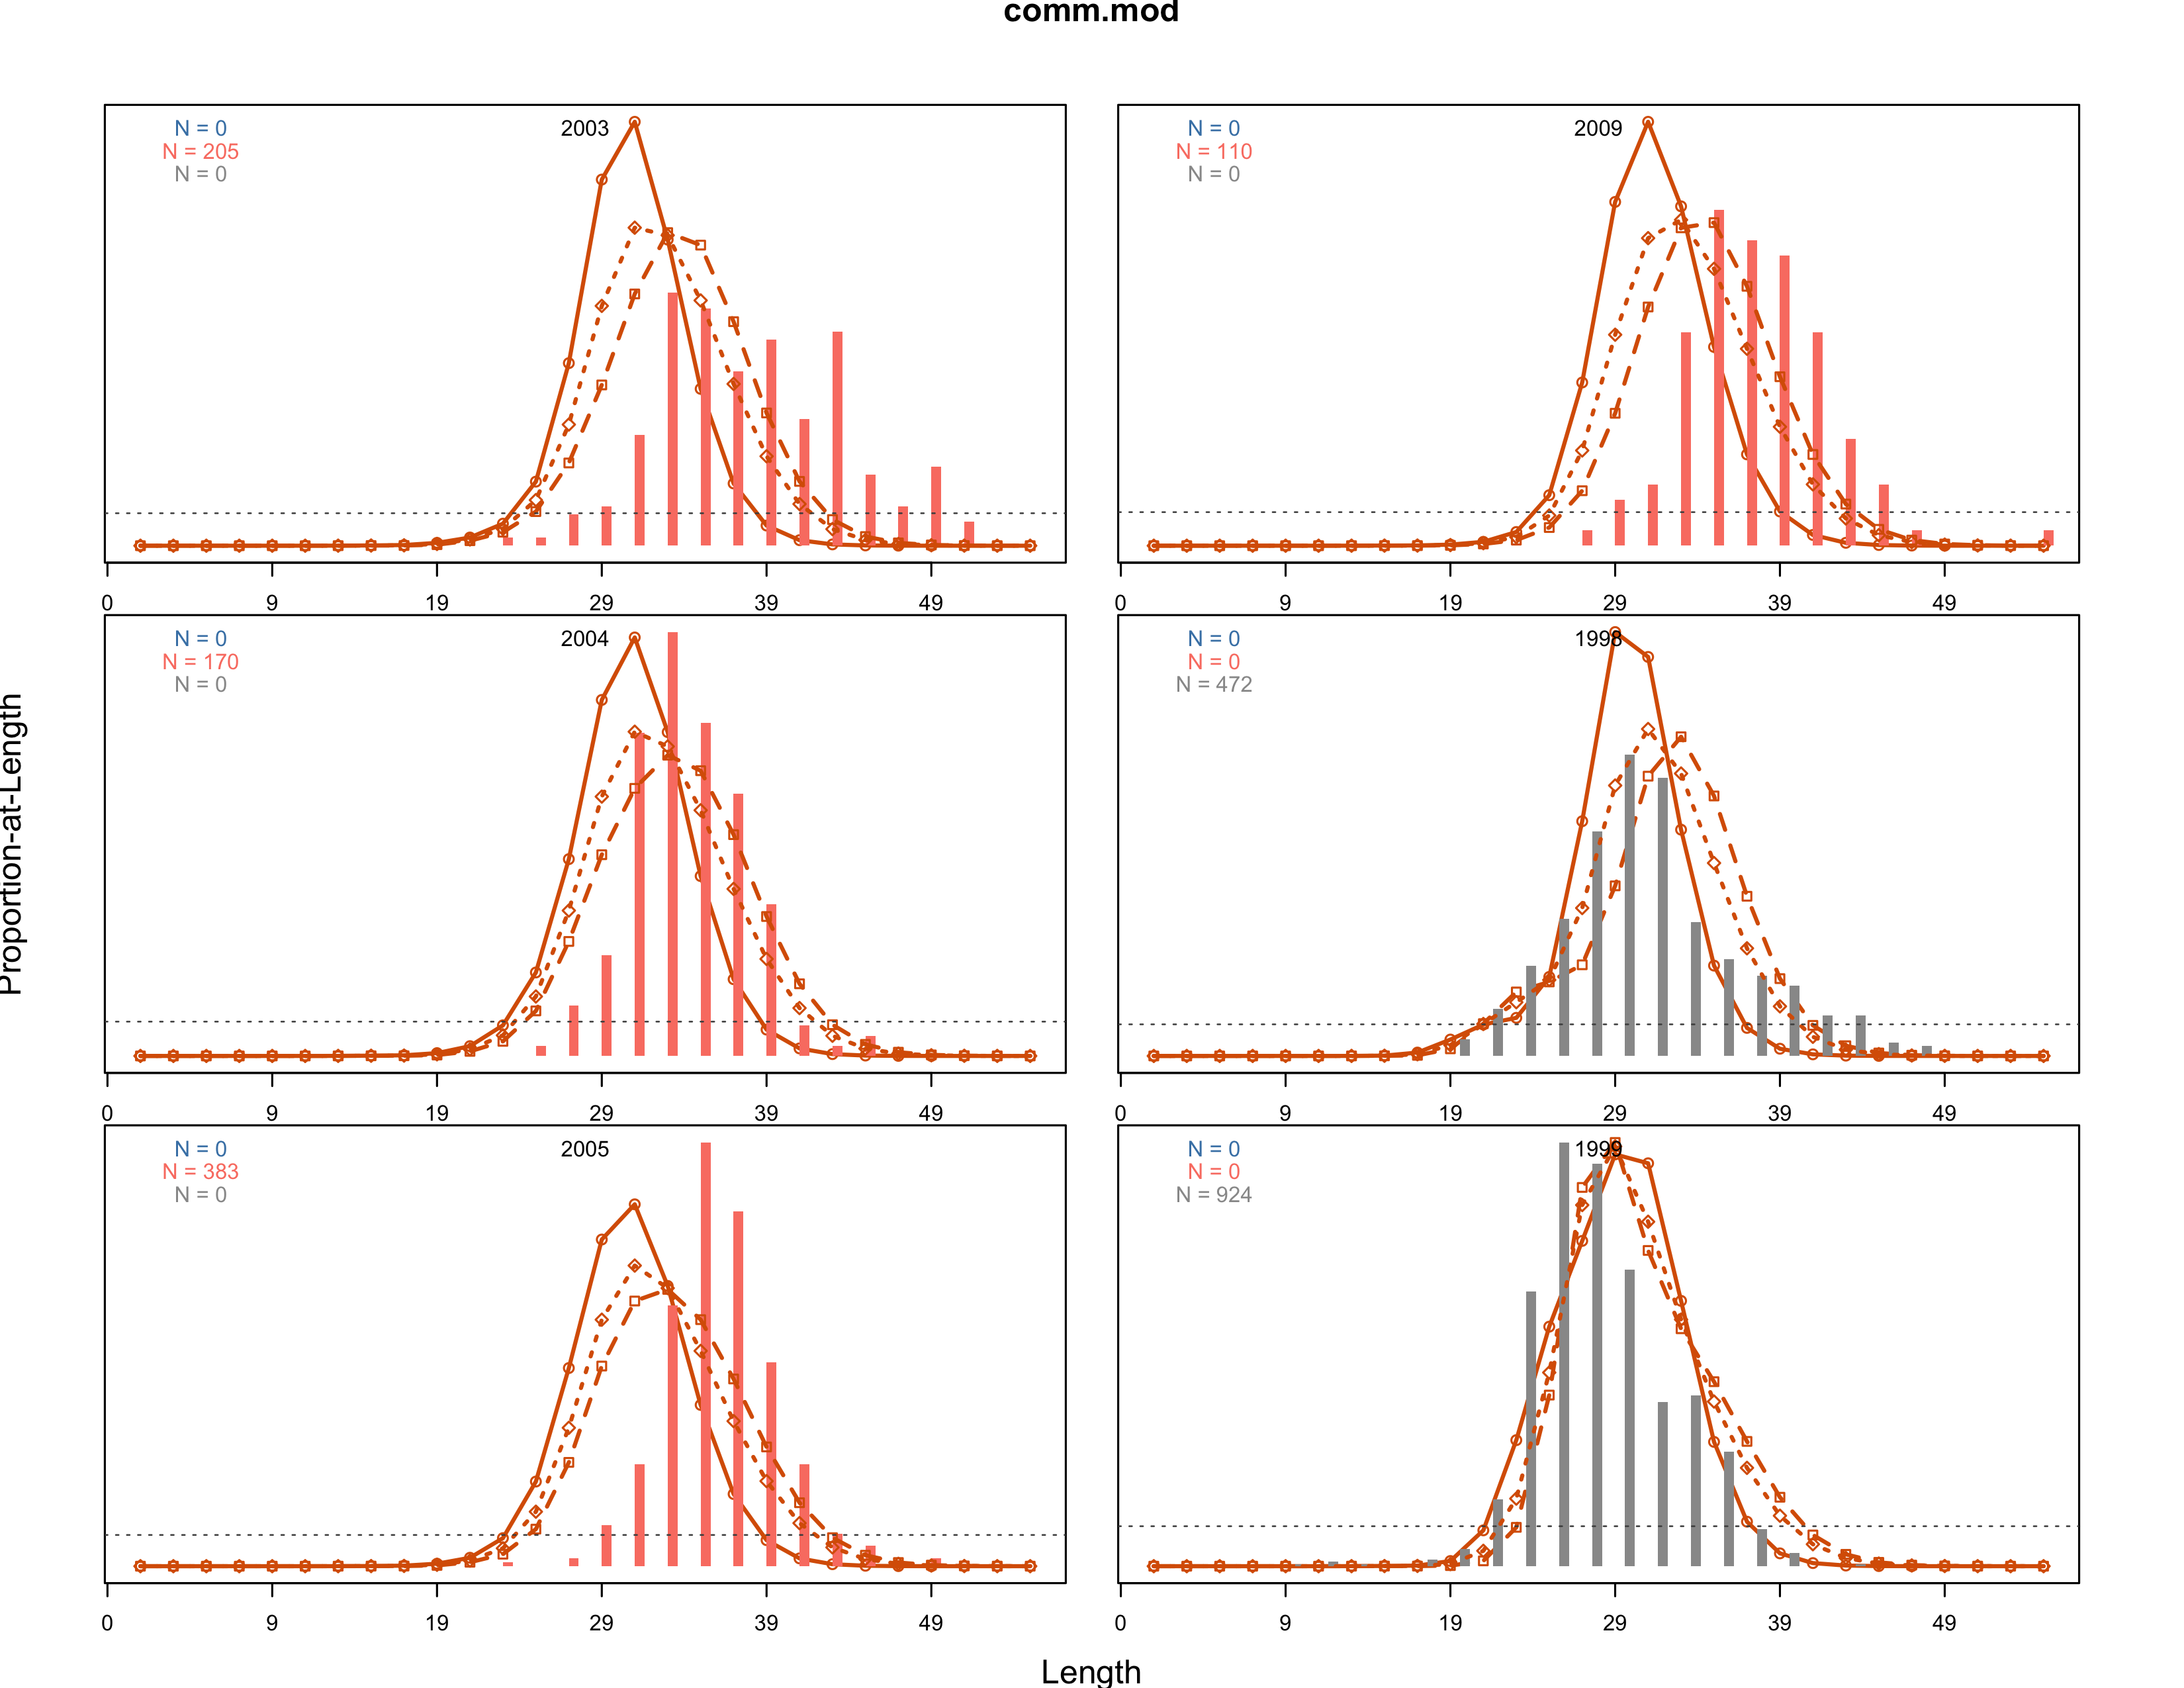 comm.mod
N = 0
N = 205
N = 0
2003
0 9 19 29 39 49
N = 0
N = 110
N = 0
2009
0 9 19 29 39 49
N = 0
N = 170
N = 0
2004
0 9 19 29 39 49
N = 0
N = 0
N = 472
1998
0 9 19 29 39 49
N = 0
N = 383
N = 0
2005
0 9 19 29 39 49
N = 0
N = 0
N = 924
1999
0 9 19 29 39 49
Proportion-at-Length
Length